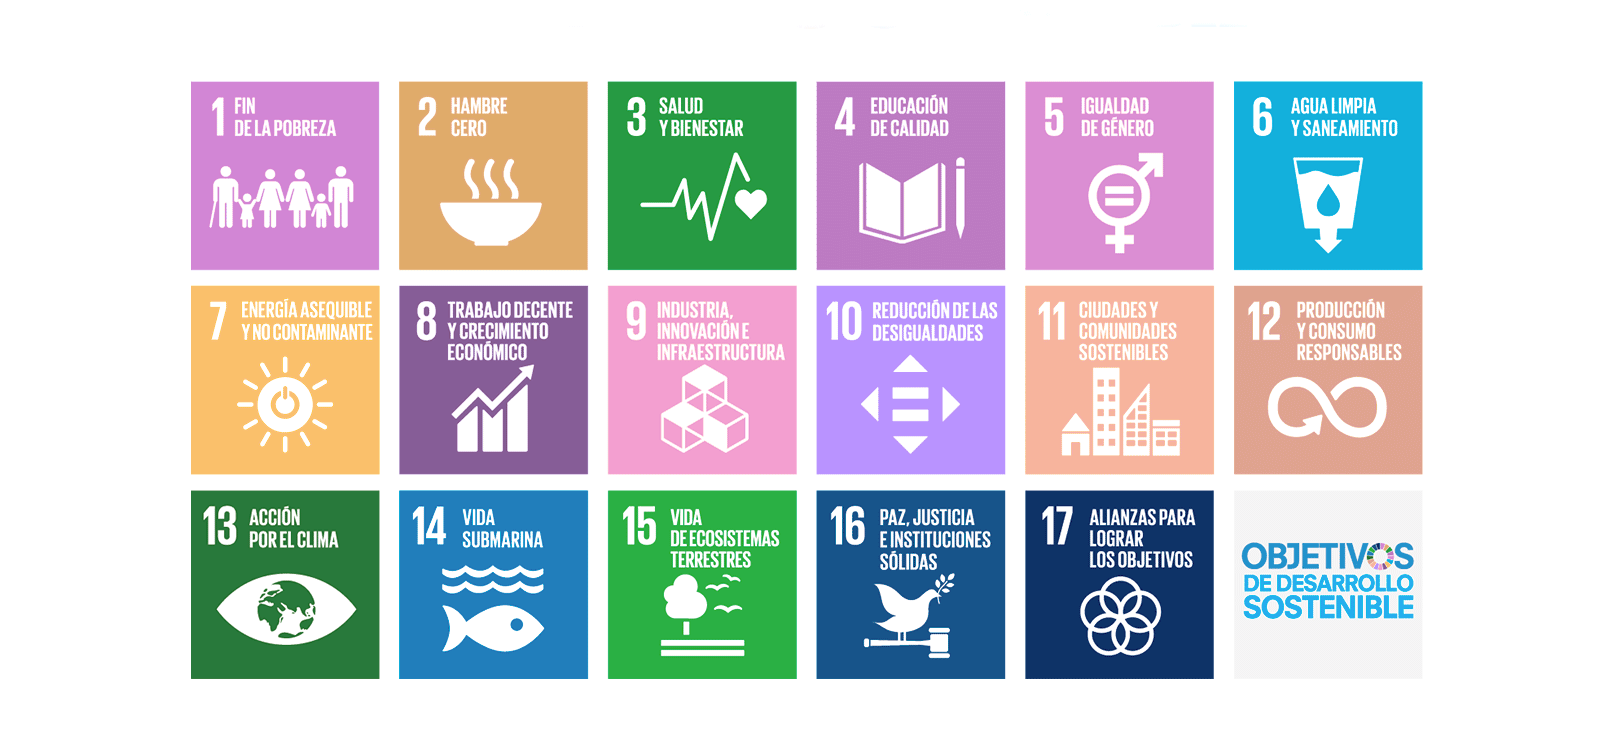 1 FIN
DE LA POBREZA
2 HAMBRE
CERO
3 SALUD
Y BIENESTAR
4 EDUCACIÓN
DE CALIDAD
5 IGUALDAD
DE GÉNERO
6 AGUA LIMPIA
Y SANEAMIENTO
7 ENERGÍA ASEQUIBLE
Y NO CONTAMINANTE
8 TRABAJO DECENTE
Y CRECIMIENTO
ECONÓMICO
9 INDUSTRIA,
INNOVACIÓN E
INFRAESTRUCTURA
10 REDUCCIÓN DE LAS
DESIGUALDADES
11 CIUDADES Y
COMUNIDADES
SOSTENIBLES
12 PRODUCCIÓN
Y CONSUMO
RESPONSABLES
13 ACCIÓN
POR EL CLIMA
14 VIDA
SUBMARINA
15 VIDA
DE ECOSISTEMAS
TERRESTRES
16 PAZ, JUSTICIA
E INSTITUCIONES
SÓLIDAS
17 ALIANZAS PARA
LOGRAR
LOS OBJETIVOS
OBJETIVOS
DE DESARROLLO
SOSTENIBLE